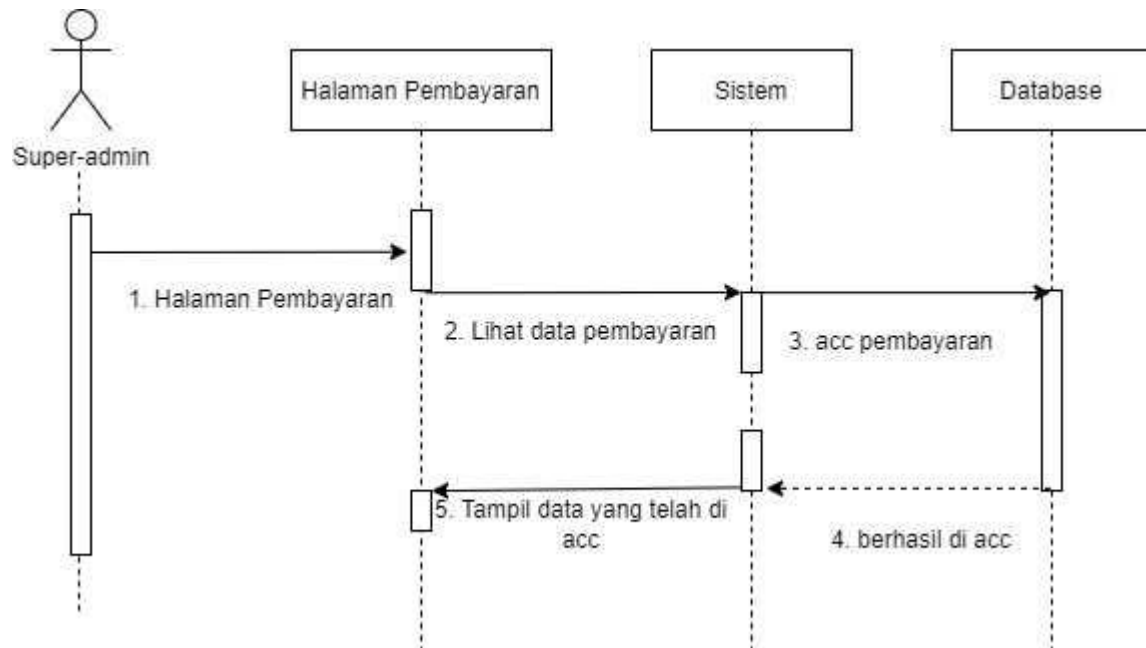 Halaman Pembayaran
Sistem
Database
Super-admin
1. Halaman Pembayaran
2. Lihat data pembayaran
3. acc pembayaran
5. Tampil data yang telah di
acc
4. berhasil di acc